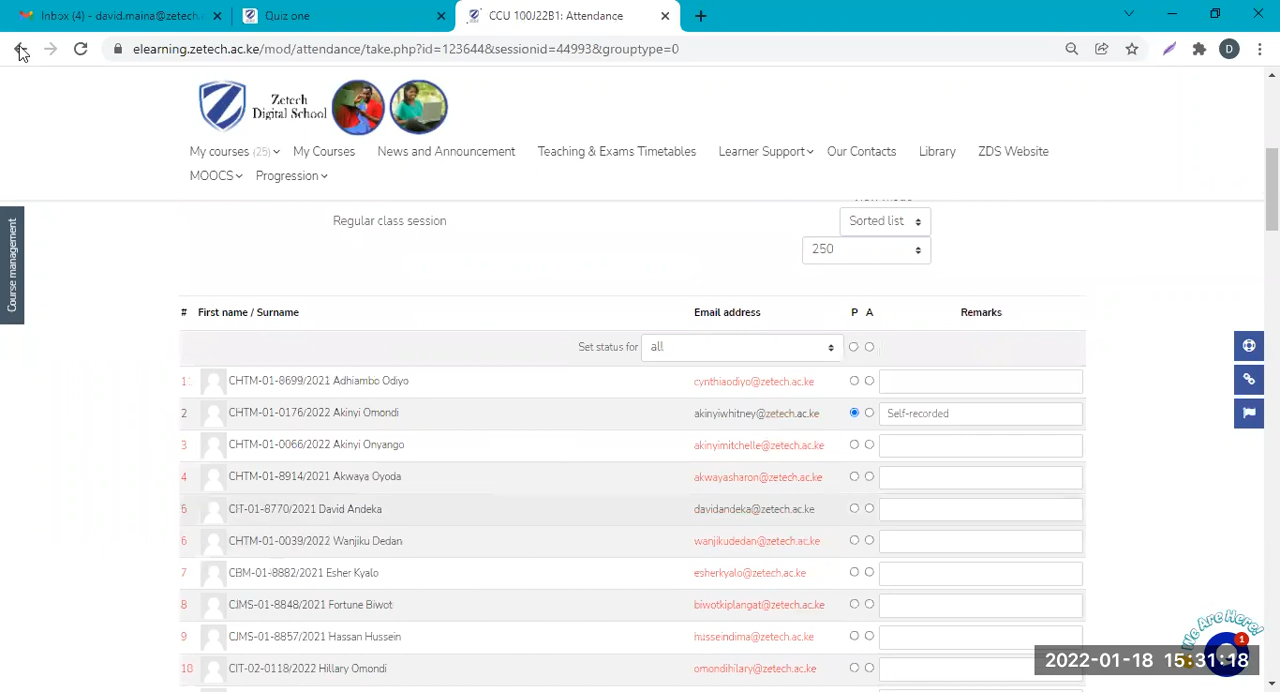 Inbox (4) - david.maina@zetech.
Quiz one
CCU 100J22B1: Attendance
elearning.zetech.ac.ke/mod/attendance/take.php?id=123644&sessionid=44993&grouptype=0
D
Zetech
Digital School
My courses (25) My Courses News and Announcement Teaching & Exams Timetables Learner Support Our Contacts Library ZDS Website
MOOCS Progression
Course management
Regular class session
Sorted list
250
# First name / Surname Email address P A Remarks
Set status for all
1 CHTM-01-8699/2021 Adhiambo Odiyo cynthiaodiyo@zetech.ac.ke
2 CHTM-01-0176/2022 Akinyi Omondi akinyiwhitney@zetech.ac.ke Self-recorded
3 CHTM-01-0066/2022 Akinyi Onyango akinyimitchelle@zetech.ac.ke
4 CHTM-01-8914/2021 Akwaya Oyoda akwayasharon@zetech.ac.ke
5 CIT-01-8770/2021 David Andeka davidandeka@zetech.ac.ke
6 CHTM-01-0039/2022 Wanjiku Dedan wanjikudedan@zetech.ac.ke
7 CBM-01-8882/2021 Esher Kyalo esherkyalo@zetech.ac.ke
8 CJMS-01-8848/2021 Fortune Biwot biwotkiplangat@zetech.ac.ke
9 CJMS-01-8857/2021 Hassan Hussein husseindima@zetech.ac.ke
10 CIT-02-0118/2022 Hillary Omondi omondihilary@zetech.ac.ke
We Are Here!
1
2022-01-18 15:31:18